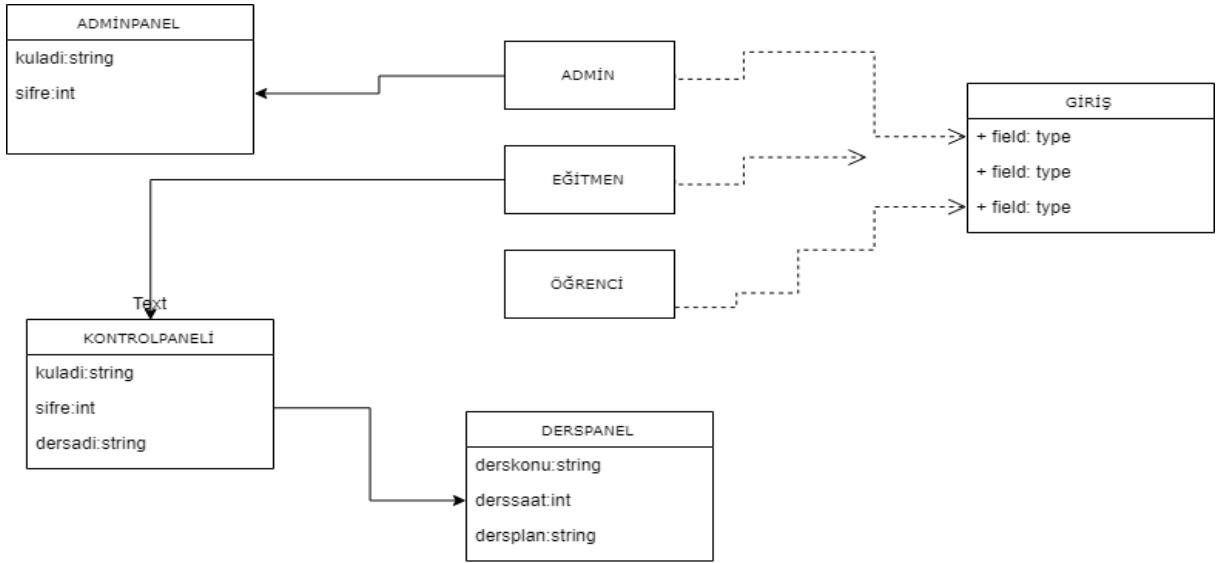 ADMİNPANEL
kuladi:string
sifre:int
ADMİN
EĞİTMEN
ÖĞRENCİ
GİRİŞ
+ field: type
+ field: type
+ field: type
Text
KONTROLPANELİ
kuladi:string
sifre:int
dersadi:string
DERSPANEL
derskonu:string
derssaat:int
dersplan:string